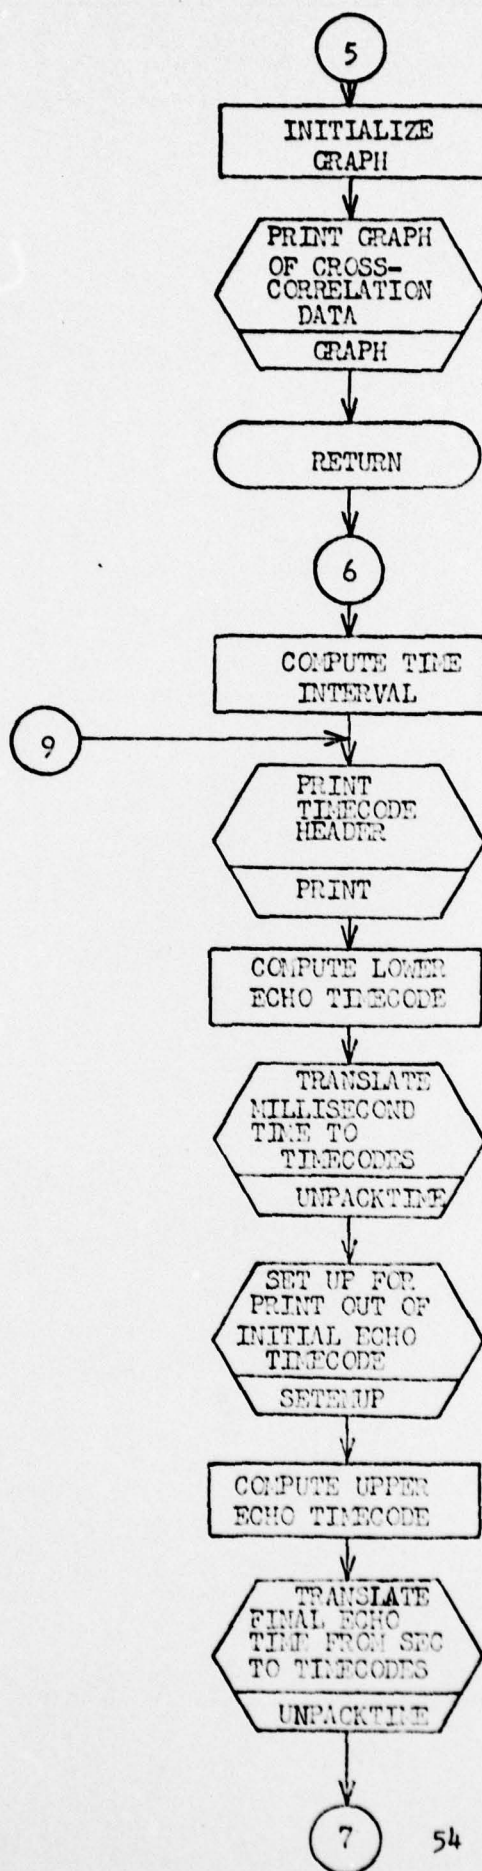 5
INITIALIZE
GRAPH
PRINT GRAPH
OF CROSS-
CORRELATION
DATA
GRAPH
RETURN
6
COMPUTE TIME
INTERVAL
9
PRINT
TIMECODE
HEADER
PRINT
COMPUTE LOWER
ECHO TIMECODE
TRANSLATE
MILLISECOND
TIME TO
TIMECODES
UNPACKTIME
SET UP FOR
PRINT OUT OF
INITIAL ECHO
TIMECODE
SETEMUP
COMPUTE UPPER
ECHO TIMECODE
TRANSLATE
FINAL ECHO
TIME FROM SEC
TO TIMECODES
UNPACKTIME
7
54